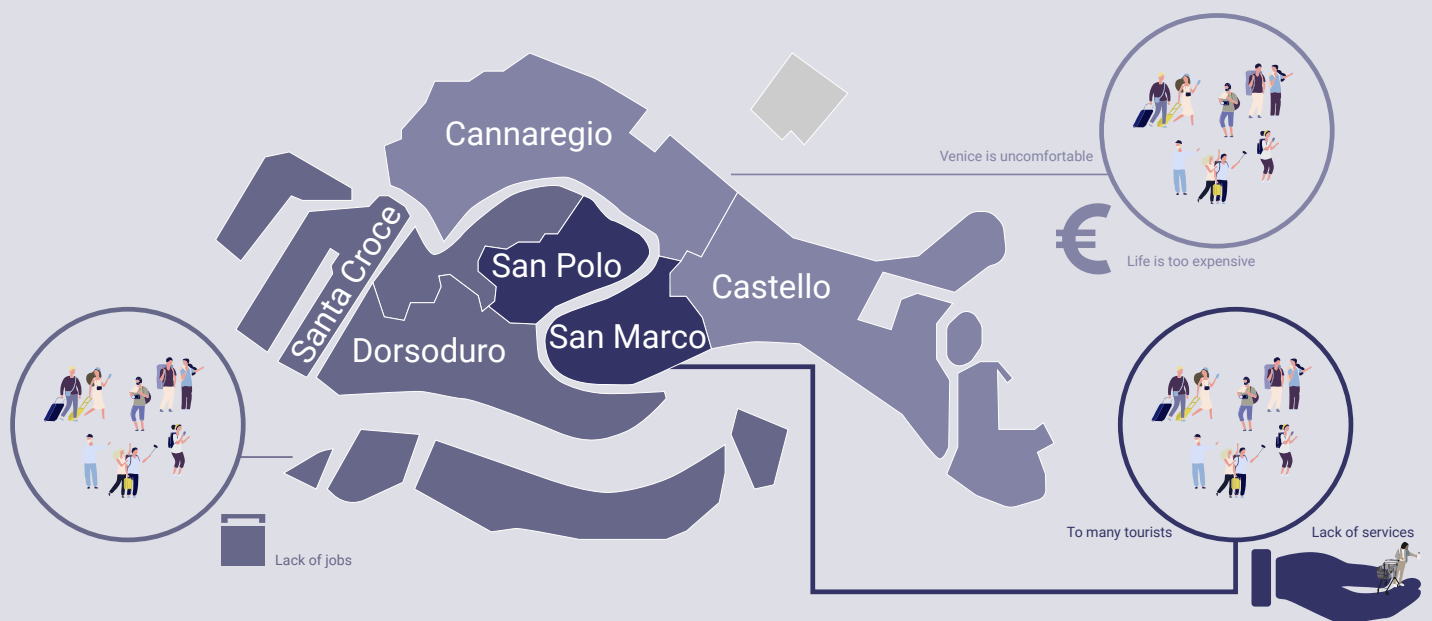 Cannaregio
Venice is uncomfortable
Santa Croce
San Polo
Life is too expensive
Castello
San Marco
Dorsoduro
To many tourists
Lack of services
Lack of jobs